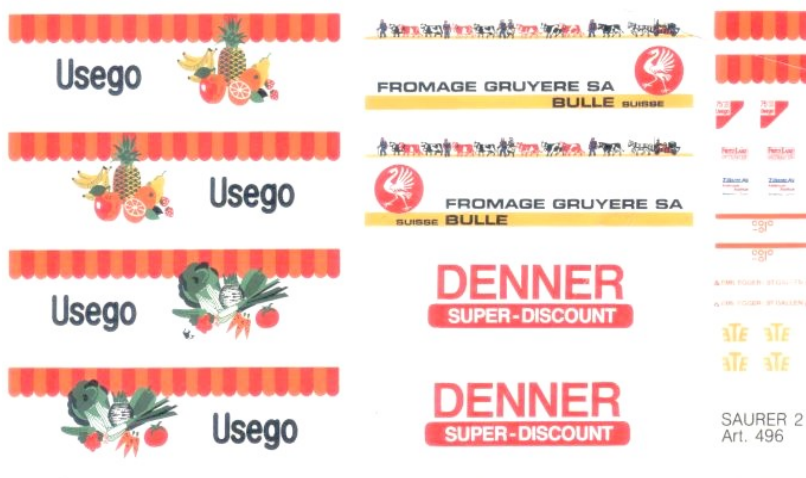 Usego
Usego
Usego
Usego
FROMAGE GRUYERE SA
BULLE SUISSE
FROMAGE GRUYERE SA
SUISSE BULLE
DENNER
SUPER-DISCOUNT
DENNER
SUPER-DISCOUNT
SAURER 2
Art. 496